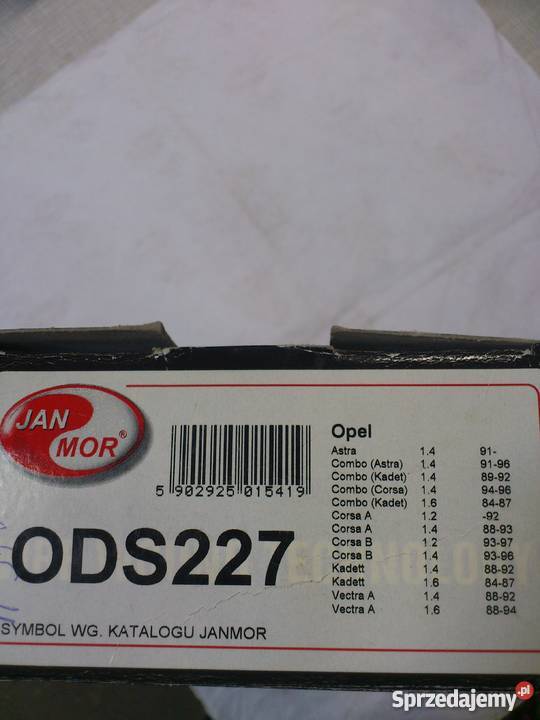 JAN
MOR®
5 902925 015419
ODS227
SYMBOL WG. KATALOGU JANMOR
Opel
Astra 1.4 91-
Combo (Astra) 1.4 91-96
Combo (Kadet) 1.4 89-92
Combo (Corsa) 1.4 94-96
Combo (Kadet) 1.6 84-87
Corsa A 1.2 -92
Corsa A 1.4 88-93
Corsa B 1.2 93-97
Corsa B 1.4 93-96
Kadett 1.4 88-92
Kadett 1.6 84-87
Vectra A 1.4 88-92
Vectra A 1.6 88-94
Sprzedajemy.pl